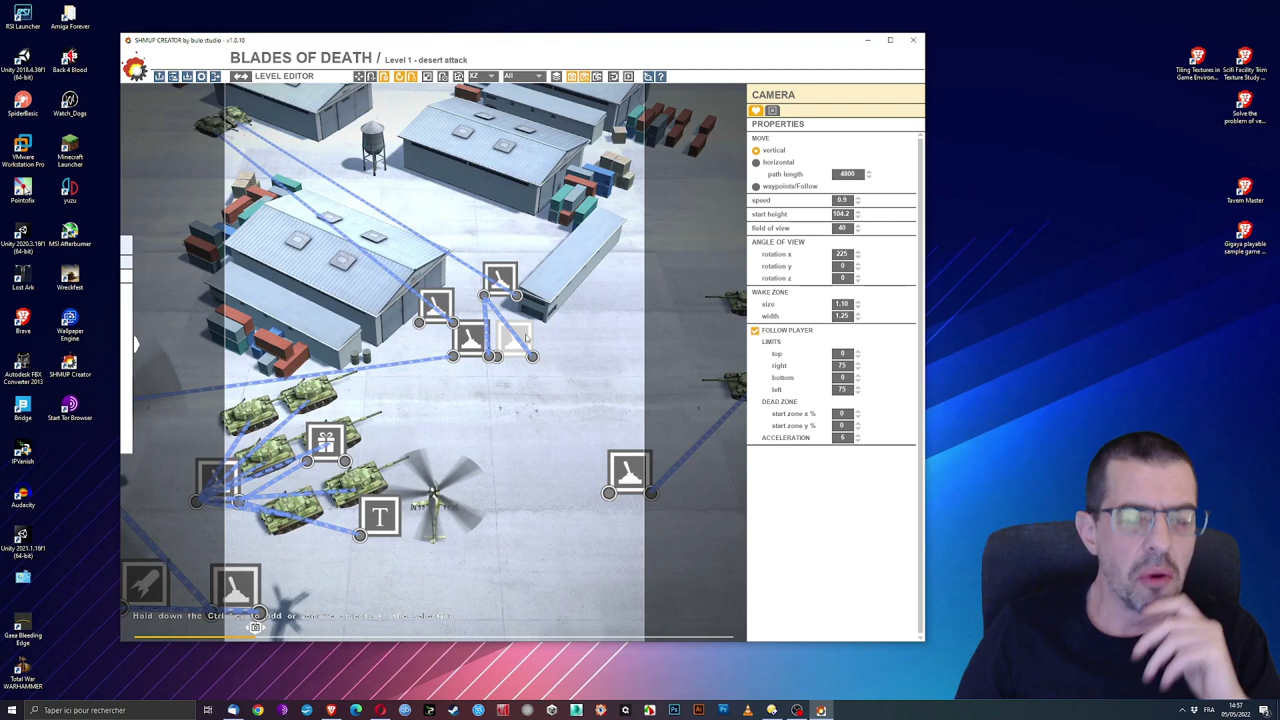 SHMUP CREATOR by bulo studio - v1.0.10
BLADES OF DEATH / Level 1 - desert attack
LEVEL EDITOR
XZ
All
CAMERA
PROPERTIES
MOVE
vertical
horizontal
path length 4800
waypoints/Follow
speed 0.9
start height 104.2
field of view 40
ANGLE OF VIEW
rotation x 225
rotation y 0
rotation z 0
WAKE ZONE
size 1.10
width 1.25
FOLLOW PLAYER
LIMITS
top 0
right 75
bottom 0
left 75
DEAD ZONE
start zone x % 0
start zone y % 0
ACCELERATION 6
T
Hold down the Ctrl
RSI Launcher
Arising Forever
Unity 2018.4.36f1
(64-bit)
Back 4 Blood
SpiderBasic
Watch_Dogs
VMware
Workstation Pro
Minecraft
Launcher
Pointofix
yuzu
Unity 2020.3.16f1
(64-bit)
MSI Afterburner
Lost Ark
Wreckfest
Brave
Wallpaper
Engine
Autodesk FBX
Converter 2013
SHMUP Creator
Bridge
Start Tor Browser
IPVanish
Audacity
Unity 2021.1.16f1
(64-bit)
Gaea Bleeding
Edge
Total War
WARHAMMER
Tiling Textures in
Game Environ...
Scifi Facility Trim
Texture Study ...
Solve the
problem of ve...
Tavern Master
Gigaya playable
sample game ...
Taper ici pour rechercher
FRA
14:57
05/05/2022